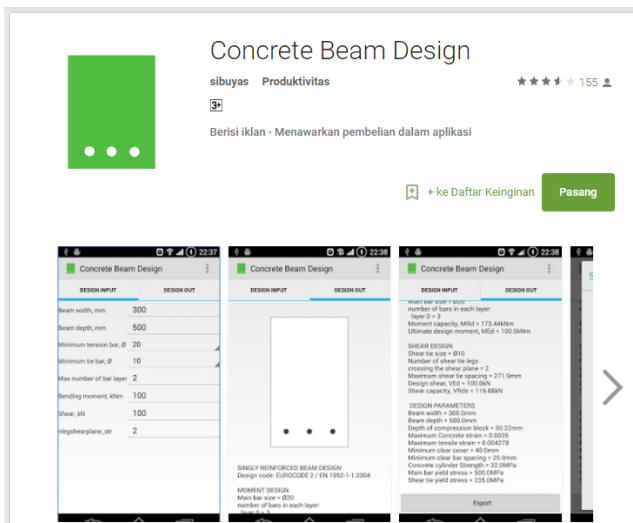 Concrete Beam Design
sibuyas Produktivitas
155
3+
Berisi iklan · Menawarkan pembelian dalam aplikasi
+ ke Daftar Keinginan
Pasang
22:37
Concrete Beam Design
DESIGN INPUT DESIGN OUT
Beam width, mm 300
Beam depth, mm 500
Minimum tension bar, Ø 20
Minimum tie bar, Ø 10
Max number of bar layer 2
Bending moment, kNm 100
Shear, kN 100
nlegshearplane_str 2
22:38
Concrete Beam Design
DESIGN INPUT DESIGN OUT
SINGLY REINFORCED BEAM DESIGN
Design code: EUROCODE 2 / EN 1992-1-1:2004
MOMENT DESIGN
Main bar size = Ø20
number of bars in each layer:
layer 0 = 3
22:38
Concrete Beam Design
DESIGN INPUT DESIGN OUT
Main bar size = Ø20
number of bars in each layer:
layer 0 = 3
Moment capacity, MRd = 173.44kNm
Ultimate design moment, MEd = 100.0kNm
SHEAR DESIGN
Shear tie size = Ø10
Number of shear tie legs
crossing the shear plane = 2
Maximum shear tie spacing = 271.9mm
Design shear, VEd = 100.0kN
Shear capacity, VRds = 116.88kN
DESIGN PARAMETERS
Beam width = 300.0mm
Beam depth = 500.0mm
Depth of compression block = 50.22mm
Maximum Concrete strain = 0.0035
Maximum tensile strain = 0.004278
Minimum clear cover = 40.0mm
Minimum clear bar spacing = 25.0mm
Concrete cylinder Strength = 32.0MPa
Main bar yield stress = 500.0MPa
Shear tie yield stress = 235.0MPa
Export
S